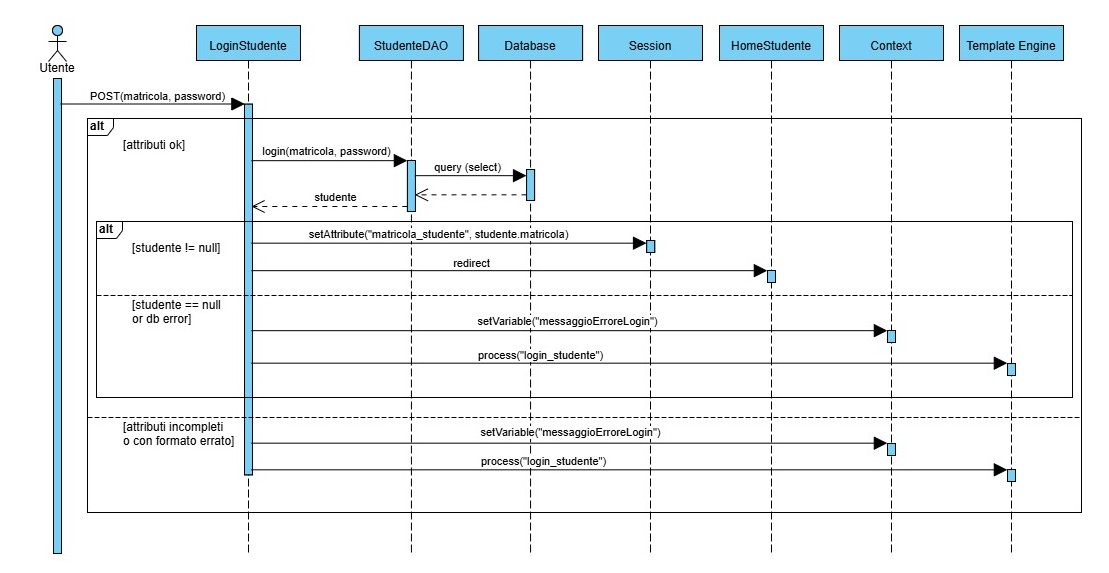 Utente
LoginStudente
StudenteDAO
Database
Session
HomeStudente
Context
Template Engine
POST(matricola, password)
alt
[attributi ok]
login(matricola, password)
query (select)
studente
alt
[studente != null]
setAttribute("matricola_studente", studente.matricola)
redirect
[studente == null
or db error]
setVariable("messaggioErroreLogin")
process("login_studente")
[attributi incompleti
o con formato errato]
setVariable("messaggioErroreLogin")
process("login_studente")